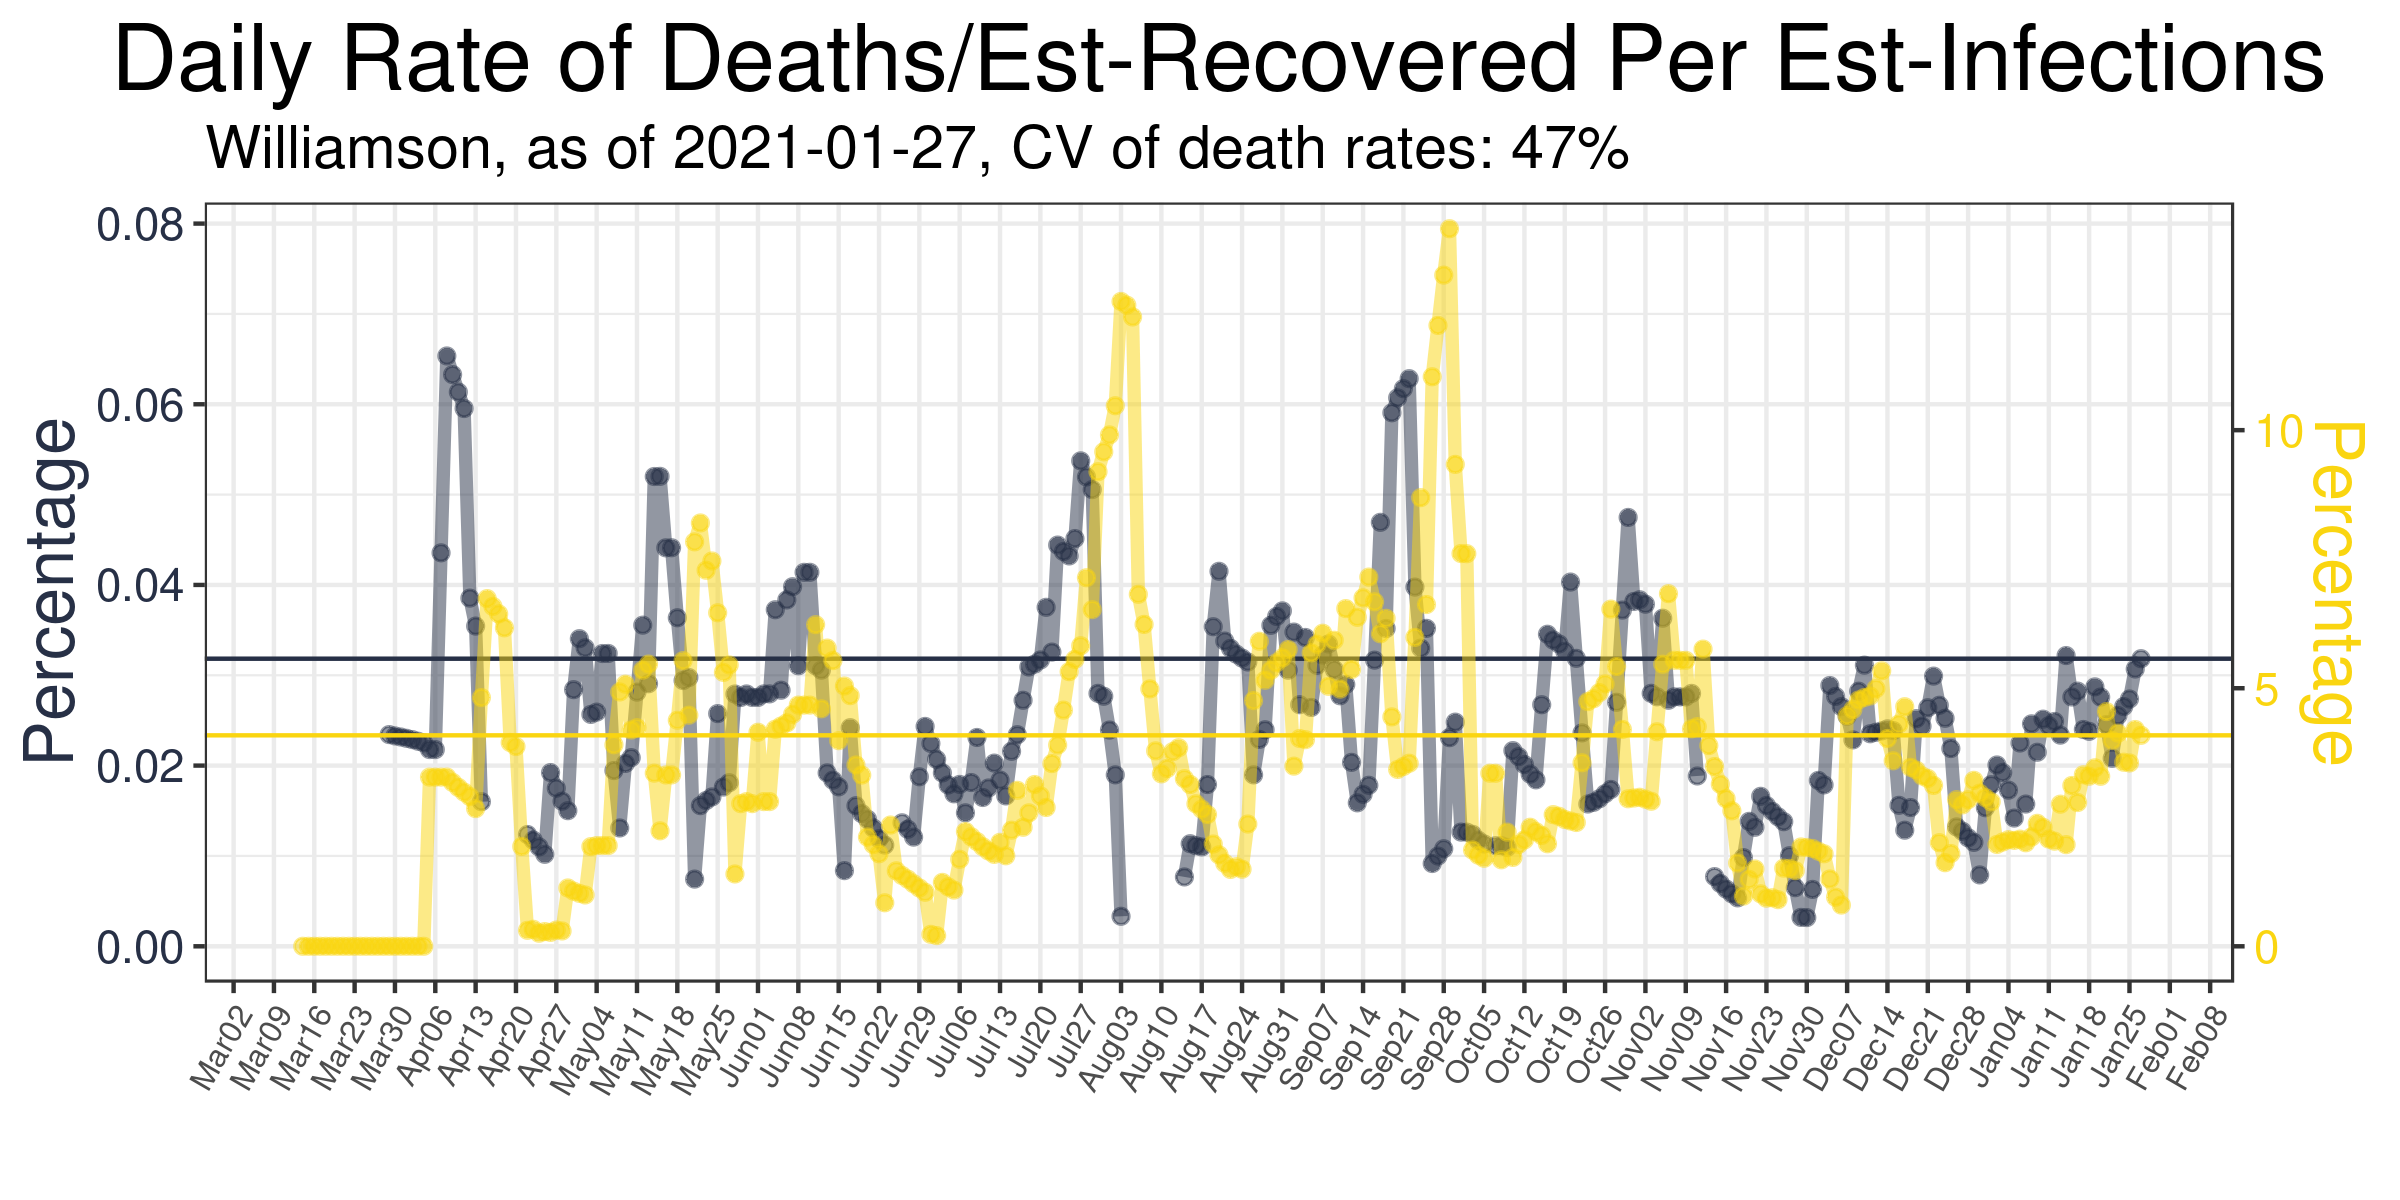 Daily Rate of Deaths/Est-Recovered Per Est-Infections
Williamson, as of 2021-01-27, CV of death rates: 47%
Percentage
0.08
0.06
0.04
0.02
0.00
10
5
0
Percentage
Mar02
Mar09
Mar16
Mar23
Mar30
Apr06
Apr13
Apr20
Apr27
May04
May11
May18
May25
Jun01
Jun08
Jun15
Jun22
Jun29
Jul06
Jul13
Jul20
Jul27
Aug03
Aug10
Aug17
Aug24
Aug31
Sep07
Sep14
Sep21
Sep28
Oct05
Oct12
Oct19
Oct26
Nov02
Nov09
Nov16
Nov23
Nov30
Dec07
Dec14
Dec21
Dec28
Jan04
Jan11
Jan18
Jan25
Feb01
Feb08